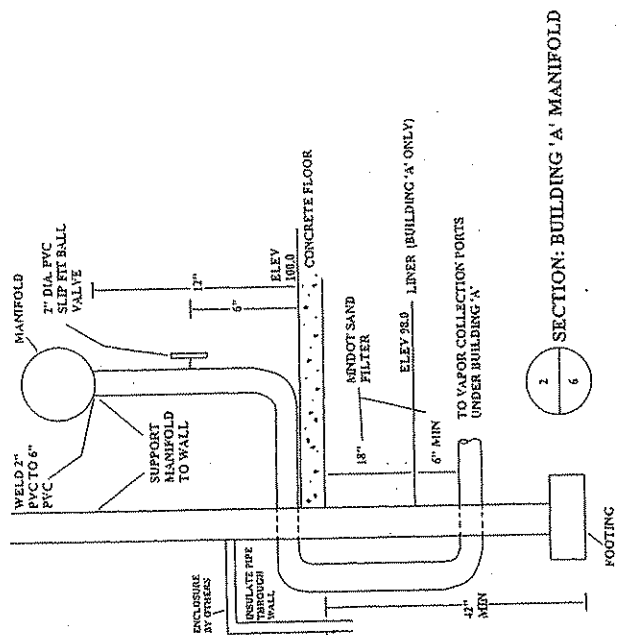 MANIFOLD
2" DIA. PVC
SLIP FIT BALL
VALVE
WELD 2"
PVC TO 6"
PVC
SUPPORT
MANIFOLD
TO WALL
12"
6"
ELEV
100.0
CONCRETE FLOOR
ENCLOSURE
BY OTHERS
INSULATE PIPE
THROUGH
WALL
18"
MNDOT SAND
FILTER
ELEV 98.0
LINER (BUILDING 'A' ONLY)
6" MIN
TO VAPOR COLLECTION PORTS
UNDER BUILDING 'A'
42"
MIN
FOOTING
2
6
SECTION: BUILDING 'A' MANIFOLD